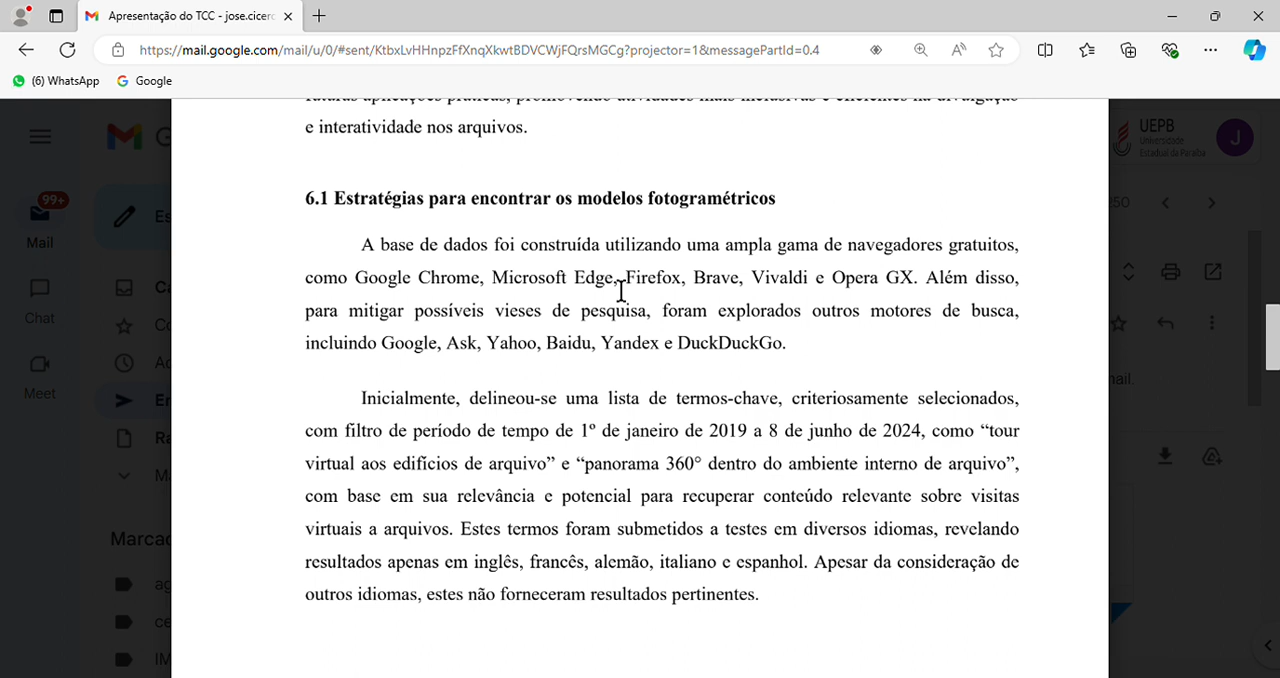 Apresentação do TCC - jose.cicero
https://mail.google.com/mail/u/0/#sent/KtbxLvHHnpzFfXnqXkwtBDVCWjFQrsMGCg?projector=1&messagePartId=0.4
(6) WhatsApp
Google
e interatividade nos arquivos.
UEPB
Universidade
Estadual da Paraíba
J
99+
Mail
Chat
Meet
6.1 Estratégias para encontrar os modelos fotogramétricos
A base de dados foi construída utilizando uma ampla gama de navegadores gratuitos,
como Google Chrome, Microsoft Edge, Firefox, Brave, Vivaldi e Opera GX. Além disso,
para mitigar possíveis vieses de pesquisa, foram explorados outros motores de busca,
incluindo Google, Ask, Yahoo, Baidu, Yandex e DuckDuckGo.
Inicialmente, delineou-se uma lista de termos-chave, criteriosamente selecionados,
com filtro de período de tempo de 1º de janeiro de 2019 a 8 de junho de 2024, como “tour
virtual aos edifícios de arquivo” e “panorama 360° dentro do ambiente interno de arquivo”,
com base em sua relevância e potencial para recuperar conteúdo relevante sobre visitas
virtuais a arquivos. Estes termos foram submetidos a testes em diversos idiomas, revelando
resultados apenas em inglês, francês, alemão, italiano e espanhol. Apesar da consideração de
outros idiomas, estes não forneceram resultados pertinentes.